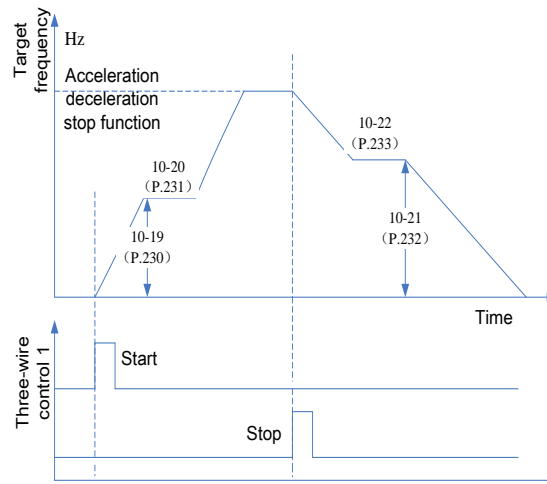 Target
frequency
Hz
Acceleration
deceleration
stop function
10-20
（P.231）
10-19
（P.230）
10-22
（P.233）
10-21
（P.232）
Time
Three-wire
control 1
Start
Stop